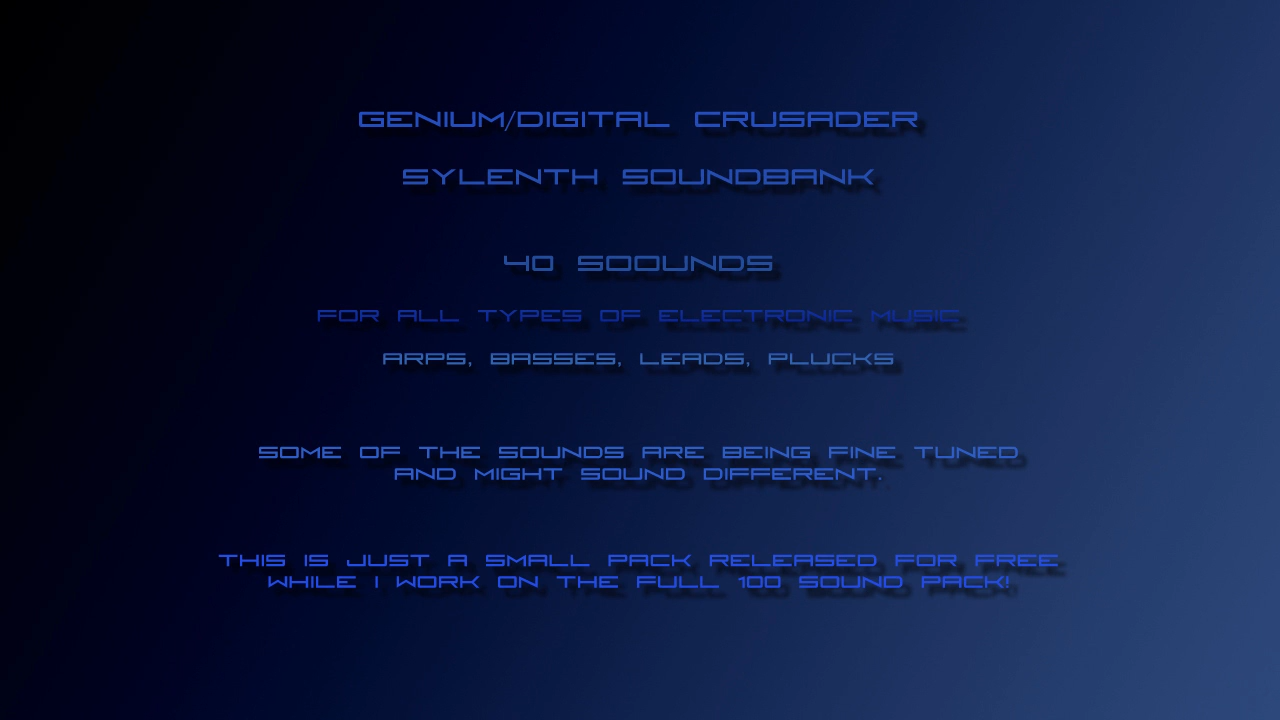 GENIUM/DIGITAL CRUSADER
SYLENTH SOUNDBANK
40 SOOUNDS
FOR ALL TYPES OF ELECTRONIC MUSIC
ARPS, BASSES, LEADS, PLUCKS
SOME OF THE SOUNDS ARE BEING FINE TUNED
AND MIGHT SOUND DIFFERENT.
THIS IS JUST A SMALL PACK RELEASED FOR FREE
WHILE I WORK ON THE FULL 100 SOUND PACK!